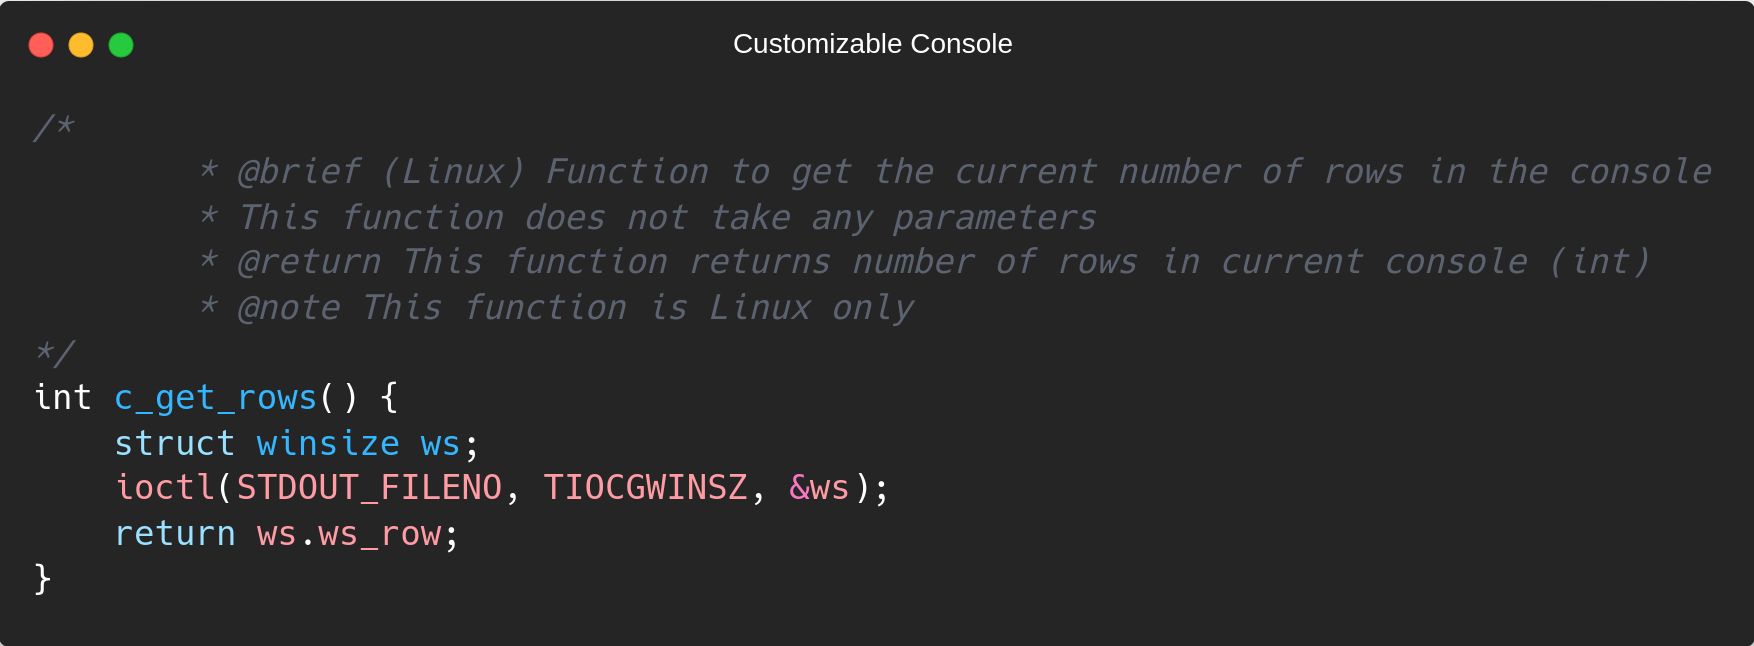 Customizable Console
/*
        * @brief (Linux) Function to get the current number of rows in the console
        * This function does not take any parameters
        * @return This function returns number of rows in current console (int)
        * @note This function is Linux only
*/
int c_get_rows() {
    struct winsize ws;
    ioctl(STDOUT_FILENO, TIOCGWINSZ, &ws);
    return ws.ws_row;
}